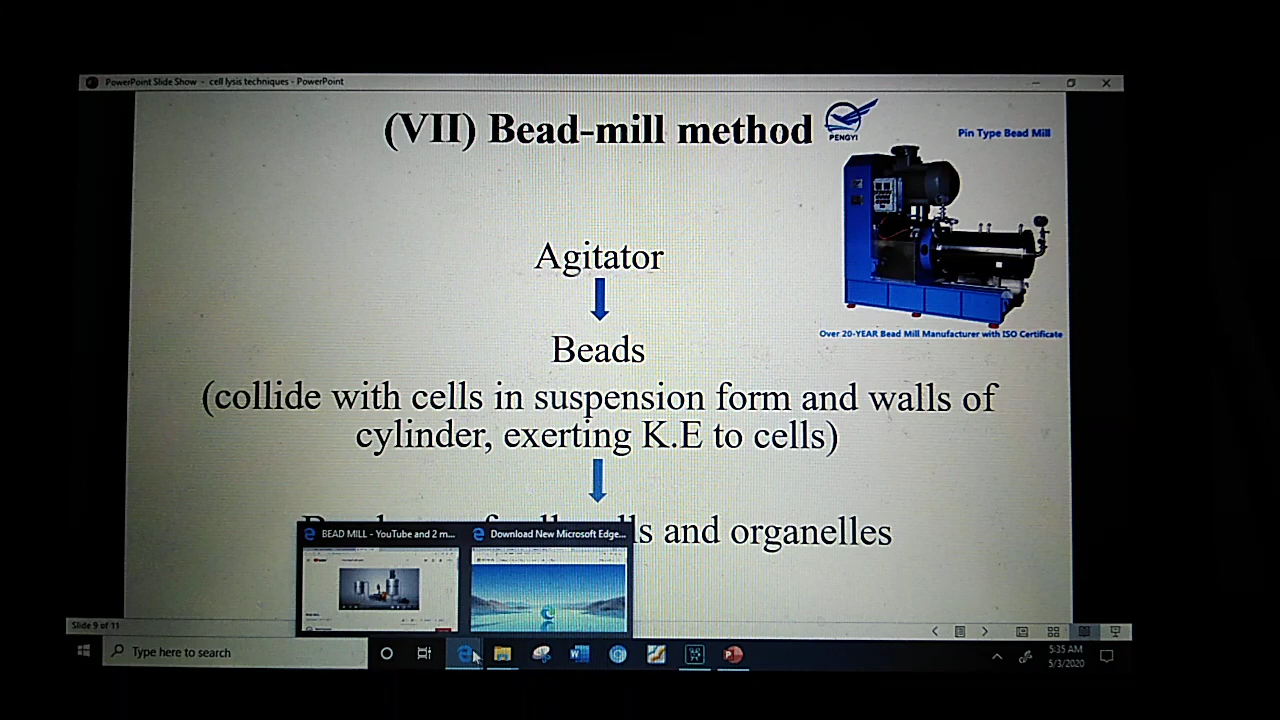 PowerPoint Slide Show - cell lysis techniques - PowerPoint
(VII) Bead-mill method
PENGYI
Pin Type Bead Mill
Agitator
Over 20-YEAR Bead Mill Manufacturer with ISO Certificate
Beads
(collide with cells in suspension form and walls of
cylinder, exerting K.E to cells)
and organelles
BEAD MILL - YouTube and 2 m...
Download New Microsoft Edge...
Slide 9 of 11
Type here to search
5:35 AM
5/3/2020